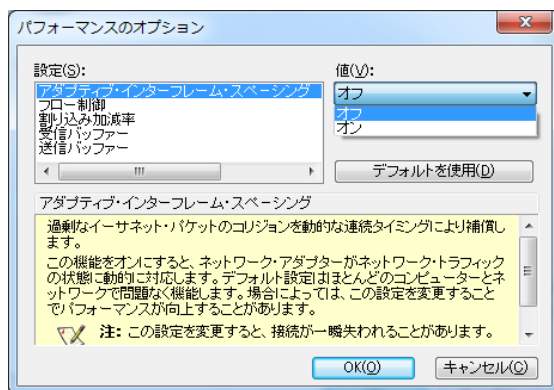 パフォーマンスのオプション
設定(S):
アダプティブ・インターフレーム・スペーシング
フロー制御
割り込み加減率
受信バッファー
送信バッファー
値(V):
オフ
オフ
オン
デフォルトを使用(D)
アダプティブ・インターフレーム・スペーシング
過剰なイーサネット・パケットのコリジョンを動的な連続タイミングにより補償し
ます。
この機能をオンにすると、ネットワーク・アダプターがネットワーク・トラフィック
の状態に動的に対応します。デフォルト設定はほとんどのコンピューターとネ
ットワークで問題なく機能します。場合によっては、この設定を変更すること
でパフォーマンスが向上することがあります。
注: この設定を変更すると、接続が一瞬失われることがあります。
OK(O)
キャンセル(C)